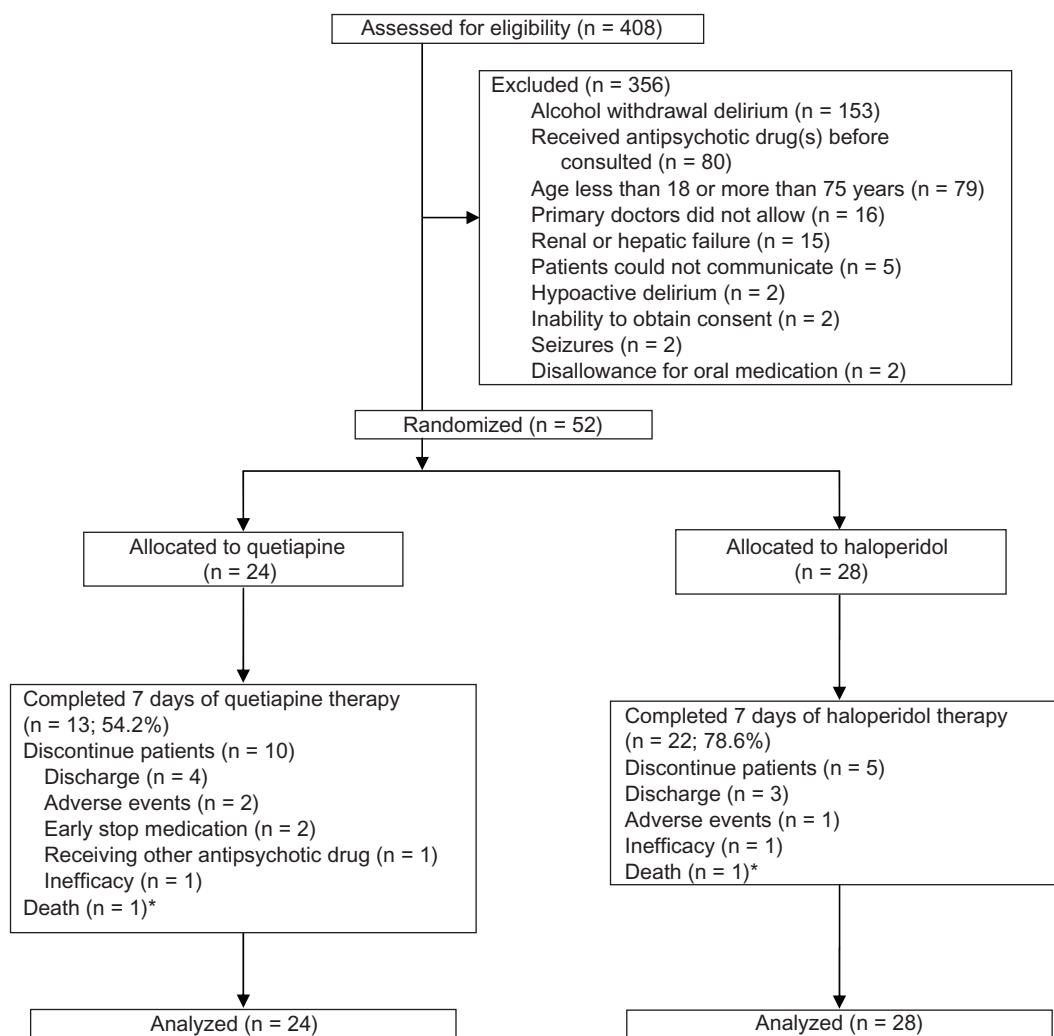 Assessed for eligibility (n = 408)
Excluded (n = 356)
Alcohol withdrawal delirium (n = 153)
Received antipsychotic drug(s) before
consulted (n = 80)
Age less than 18 or more than 75 years (n = 79)
Primary doctors did not allow (n = 16)
Renal or hepatic failure (n = 15)
Patients could not communicate (n = 5)
Hypoactive delirium (n = 2)
Inability to obtain consent (n = 2)
Seizures (n = 2)
Disallowance for oral medication (n = 2)
Randomized (n = 52)
Allocated to quetiapine
(n = 24)
Allocated to haloperidol
(n = 28)
Completed 7 days of quetiapine therapy
(n = 13; 54.2%)
Discontinue patients (n = 10)
Discharge (n = 4)
Adverse events (n = 2)
Early stop medication (n = 2)
Receiving other antipsychotic drug (n = 1)
Inefficacy (n = 1)
Death (n = 1)*
Completed 7 days of haloperidol therapy
(n = 22; 78.6%)
Discontinue patients (n = 5)
Discharge (n = 3)
Adverse events (n = 1)
Inefficacy (n = 1)
Death (n = 1)*
Analyzed (n = 24)
Analyzed (n = 28)